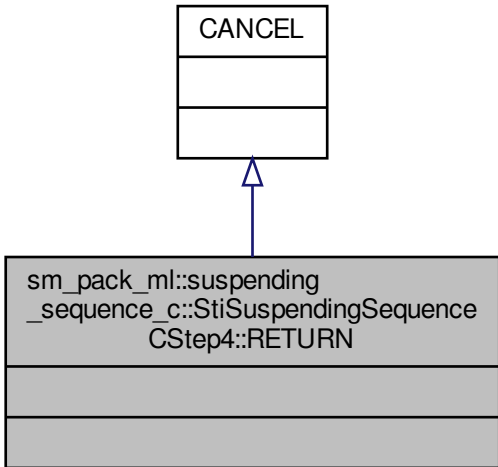 CANCEL
sm_pack_ml::suspending
_sequence_c::StiSuspendingSequence
CStep4::RETURN